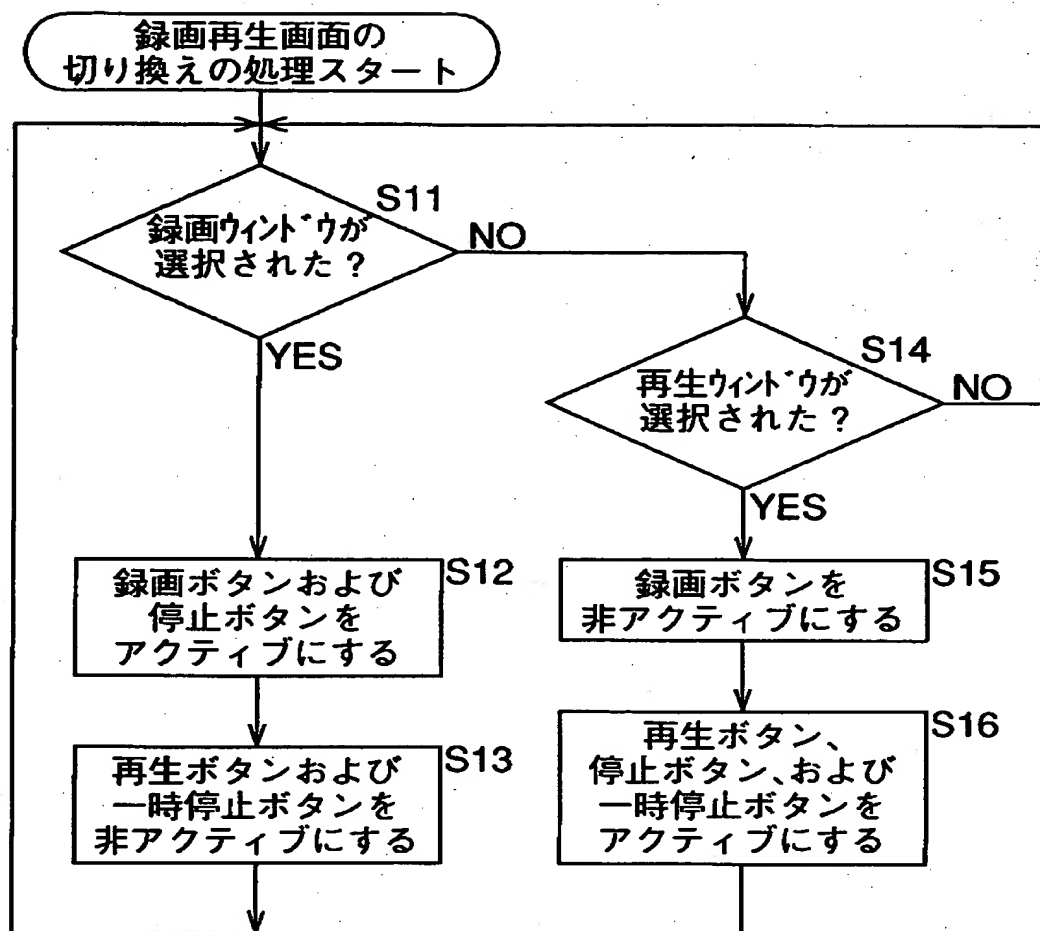 録画再生画面の
切り換えの処理スタート
S11
録画ｳｨﾝﾄﾞｳが
選択された？
NO
YES
S14
再生ｳｨﾝﾄﾞｳが
選択された？
NO
YES
S12
録画ボタンおよび
停止ボタンを
アクティブにする
S15
録画ボタンを
非アクティブにする
S13
再生ボタンおよび
一時停止ボタンを
非アクティブにする
S16
再生ボタン、
停止ボタン、および
一時停止ボタンを
アクティブにする